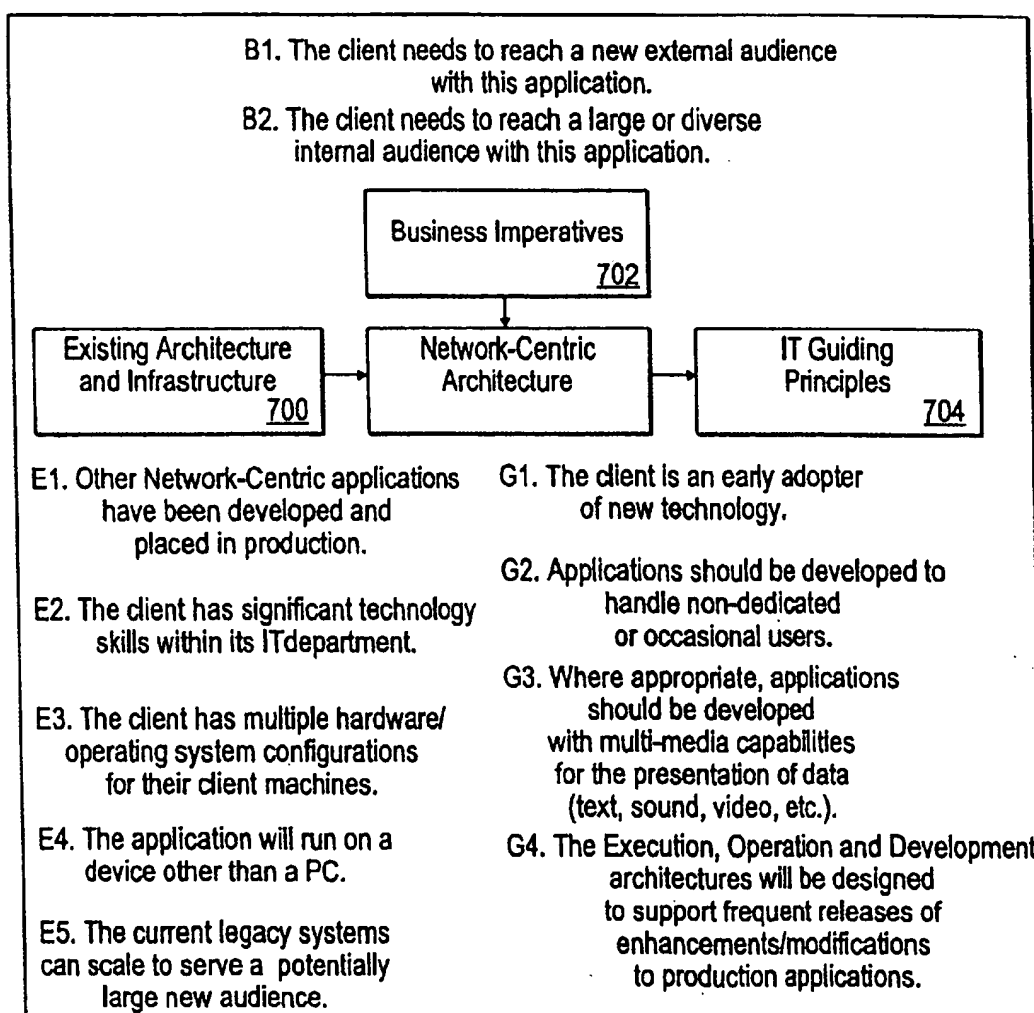 B1. The client needs to reach a new external audience
with this application.
B2. The client needs to reach a large or diverse
internal audience with this application.
Business Imperatives
702
Existing Architecture
and Infrastructure
700
Network-Centric
Architecture
IT Guiding
Principles
704
E1. Other Network-Centric applications
have been developed and
placed in production.
E2. The client has significant technology
skills within its ITdepartment.
E3. The client has multiple hardware/
operating system configurations
for their client machines.
E4. The application will run on a
device other than a PC.
E5. The current legacy systems
can scale to serve a potentially
large new audience.
G1. The client is an early adopter
of new technology.
G2. Applications should be developed to
handle non-dedicated
or occasional users.
G3. Where appropriate, applications
should be developed
with multi-media capabilities
for the presentation of data
(text, sound, video, etc.).
G4. The Execution, Operation and Development
architectures will be designed
to support frequent releases of
enhancements/modifications
to production applications.